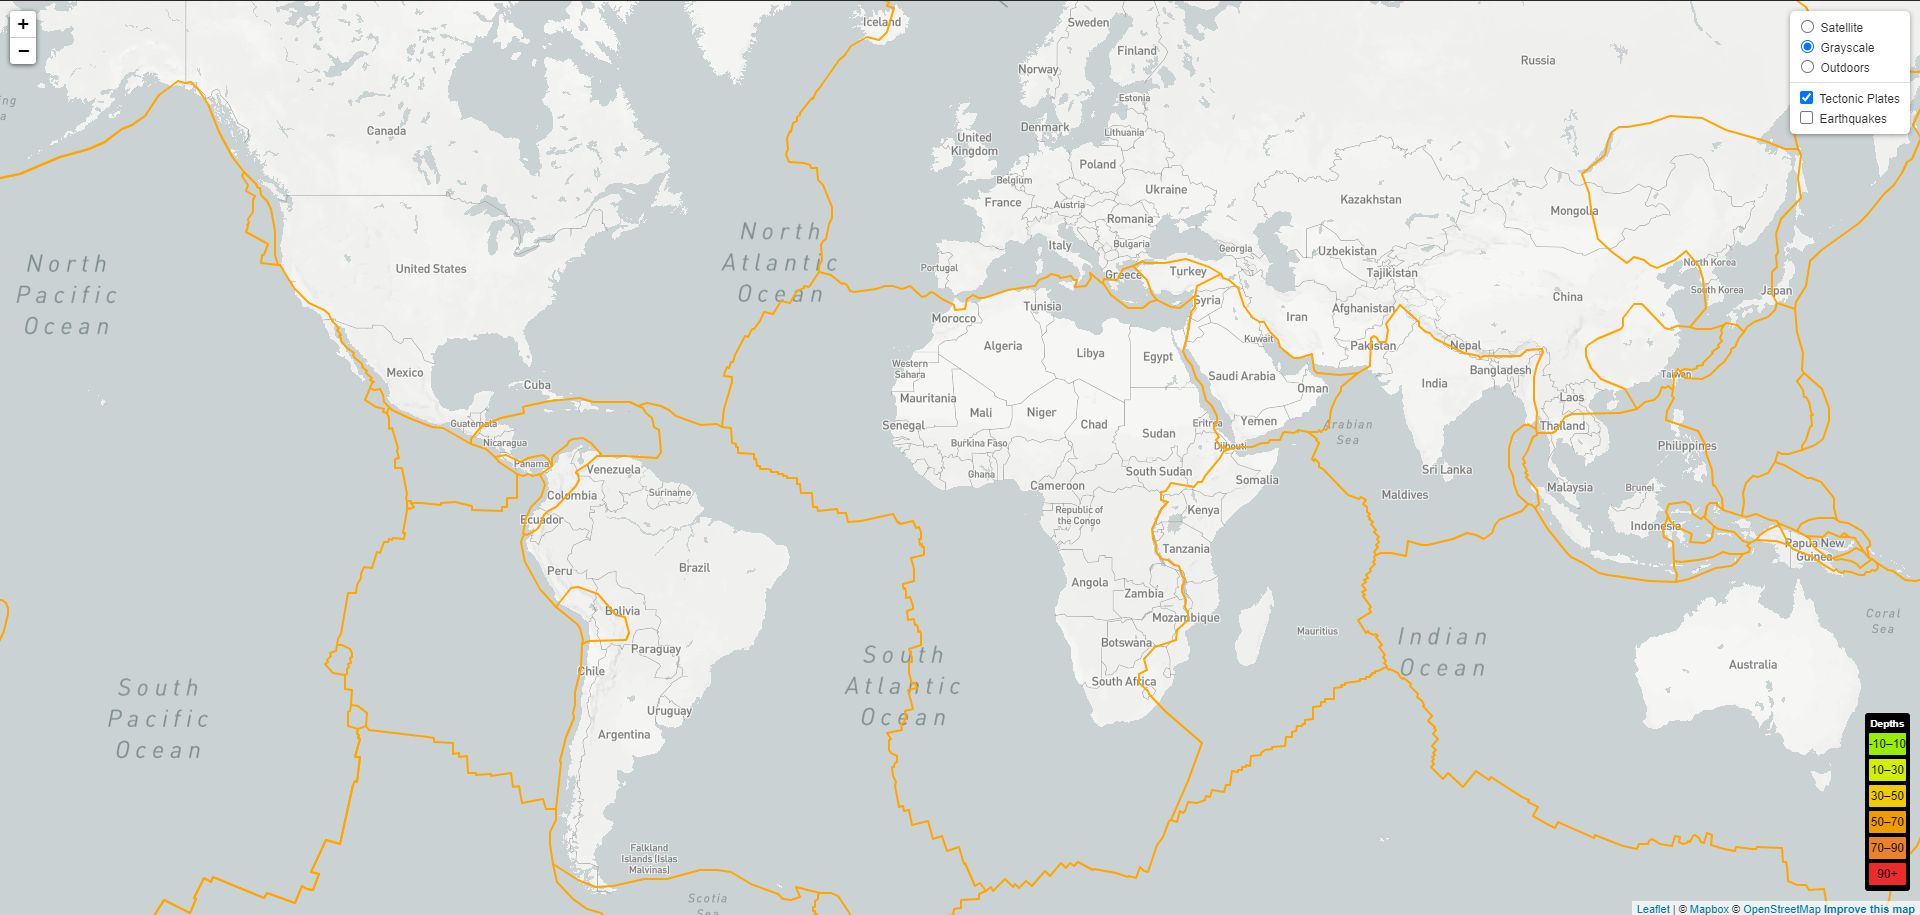 +
−
Iceland
Sweden
Finland
Norway
Russia
Estonia
Satellite
Grayscale
Outdoors
Tectonic Plates
Earthquakes
ing
a
Canada
United
Kingdom
Denmark
Lithuania
Poland
Belgium
Ukraine
France
Austria
Romania
Kazakhstan
Mongolia
North
Atlantic
Ocean
Italy
Bulgaria
Georgia
Uzbekistan
North Korea
North
Pacific
Ocean
United States
Portugal
Greece
Turkey
Tajikistan
South Korea
Japan
China
Morocco
Tunisia
Syria
Iran
Afghanistan
Algeria
Libya
Egypt
Kuwait
Pakistan
Nepal
Mexico
Cuba
Western
Sahara
Saudi Arabia
Oman
India
Bangladesh
Taiwan
Mauritania
Mali
Niger
Chad
Sudan
Eritrea
Yemen
Arabian
Sea
Laos
Thailand
Guatemala
Nicaragua
Panama
Senegal
Burkina Faso
Djibouti
Philippines
Venezuela
Ghana
Cameroon
South Sudan
Somalia
Sri Lanka
Maldives
Malaysia
Brunei
Colombia
Suriname
Ecuador
Republic of
the Congo
Kenya
Indonesia
Peru
Brazil
Tanzania
Papua New
Guinea
Angola
Zambia
Bolivia
Mozambique
Mauritius
Coral
Sea
Paraguay
Botswana
Indian
Ocean
Chile
South Africa
Australia
South
Pacific
Ocean
South
Atlantic
Ocean
Uruguay
Argentina
Falkland
Islands (Islas
Malvinas)
Scotia
Sea
Depths
-10–10
10–30
30–50
50–70
70–90
90+
Leaflet | © Mapbox © OpenStreetMap Improve this map